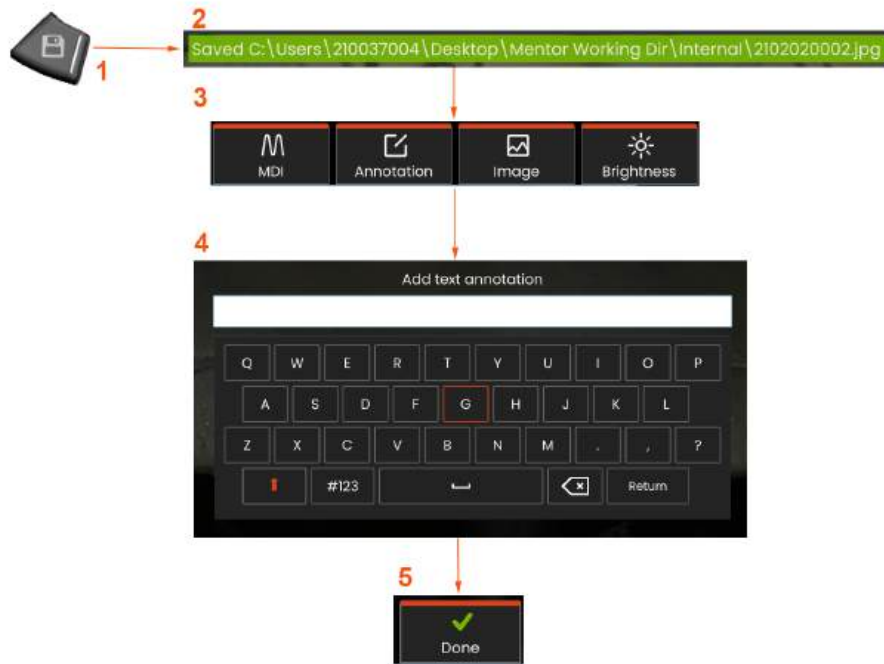 1
2
Saved C:\Users\210037004\Desktop\Mentor Working Dir\Internal\2102020002.jpg
3
MDI Annotation Image Brightness
4
Add text annotation
Q W E R T Y U I O P
A S D F G H J K L
Z X C V B N M . , ?
#123 Return
5
Done